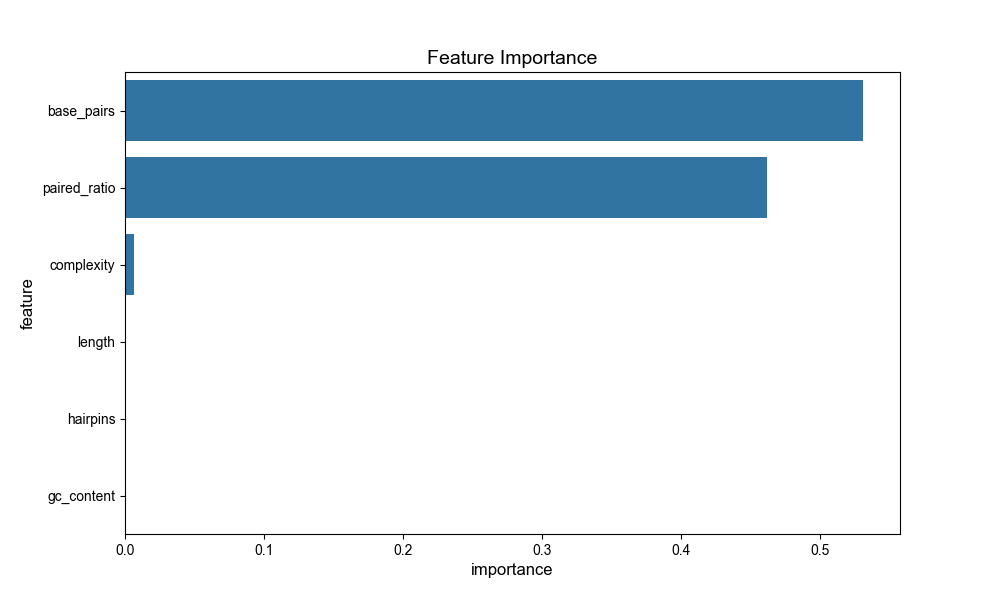 Feature Importance
base_pairs
paired_ratio
complexity
length
hairpins
gc_content
feature
0.0 0.1 0.2 0.3 0.4 0.5
importance